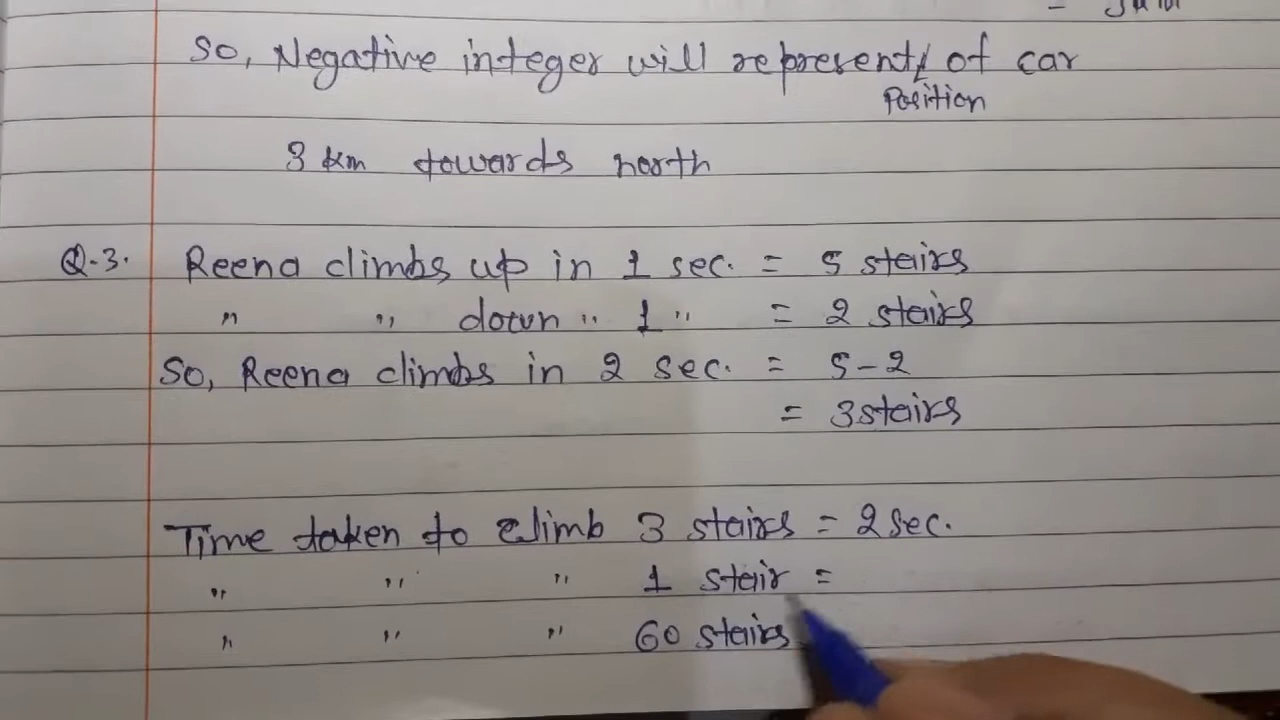 So, Negative integer will represent of car
Position
3 km towards north
Q.3. Reena climbs up in 1 sec. = 5 stairs
" " down " 1 " = 2 stairs
So, Reena climbs in 2 sec. = 5-2
= 3 stairs
Time taken to climb 3 stairs = 2 sec.
" " " 1 stair =
" " " 60 stairs